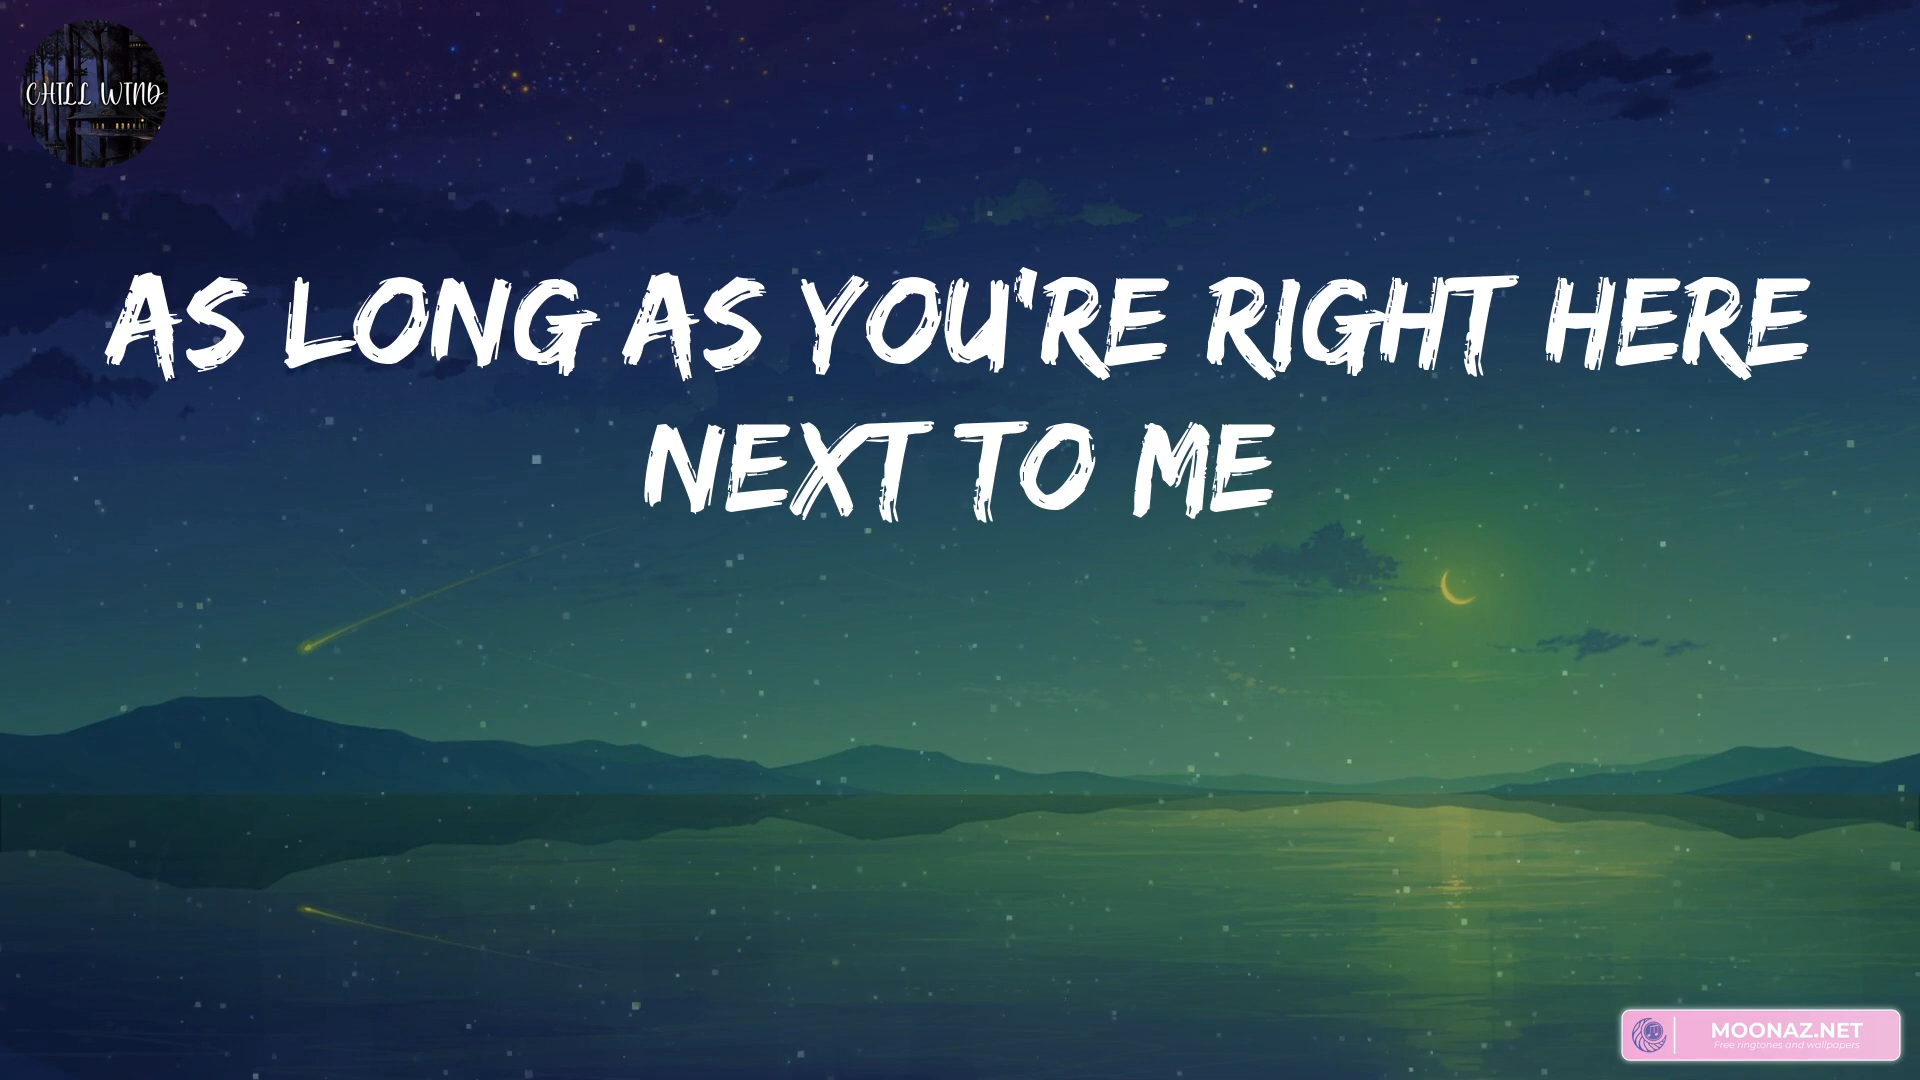 CHILL WIND
AS LONG AS YOU'RE RIGHT HERE
NEXT TO ME
MOONAZ.NET
Free ringtones and wallpapers